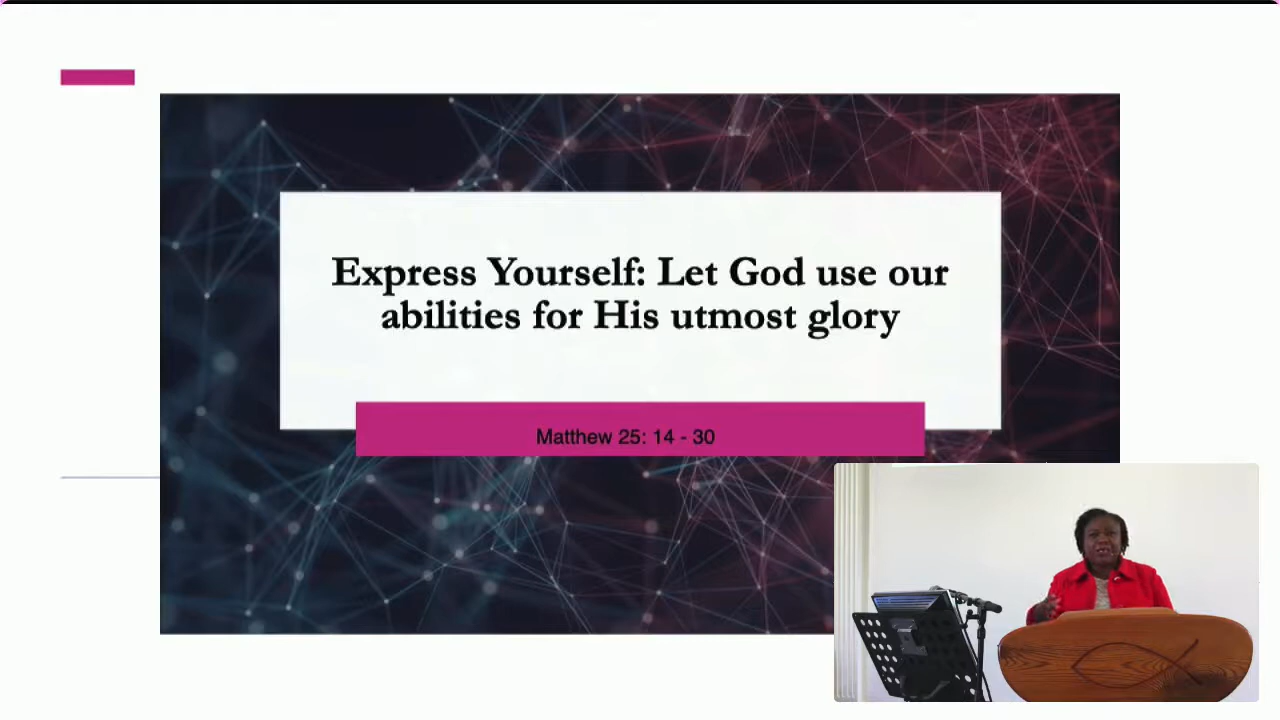 Express Yourself: Let God use our
abilities for His utmost glory
Matthew 25: 14 - 30